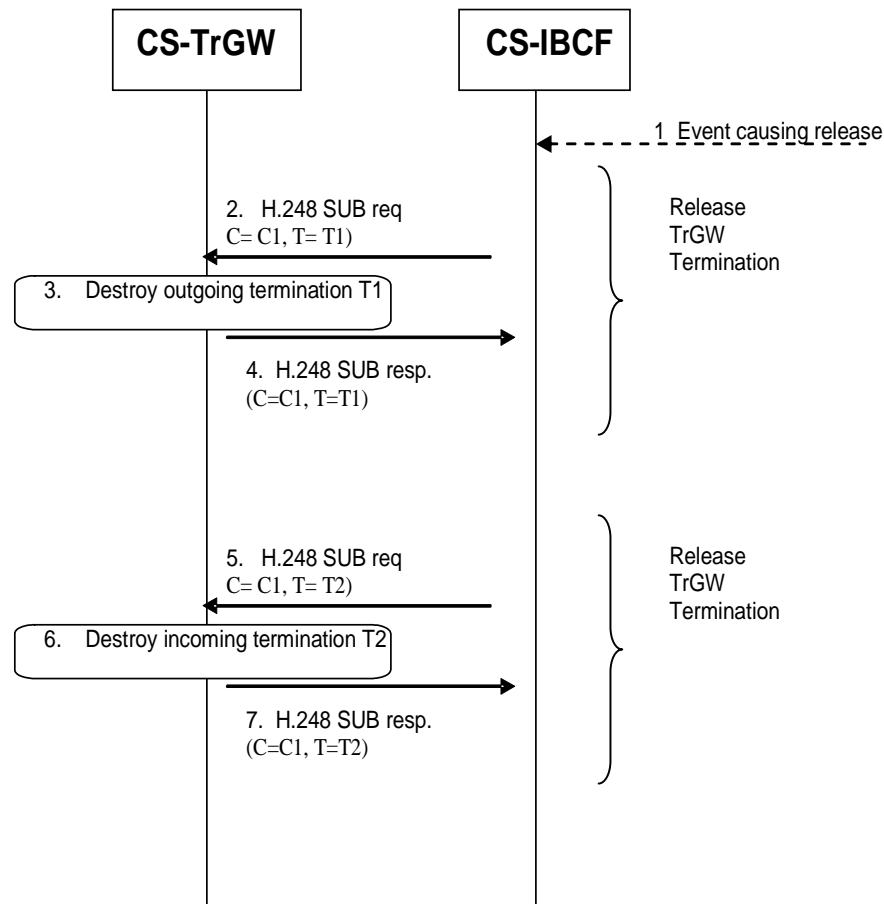 CS-TrGW
CS-IBCF
1 Event causing release
2. H.248 SUB req
C= C1, T= T1)
Release
TrGW
Termination
3. Destroy outgoing termination T1
4. H.248 SUB resp.
(C=C1, T=T1)
5. H.248 SUB req
C= C1, T= T2)
Release
TrGW
Termination
6. Destroy incoming termination T2
7. H.248 SUB resp.
(C=C1, T=T2)